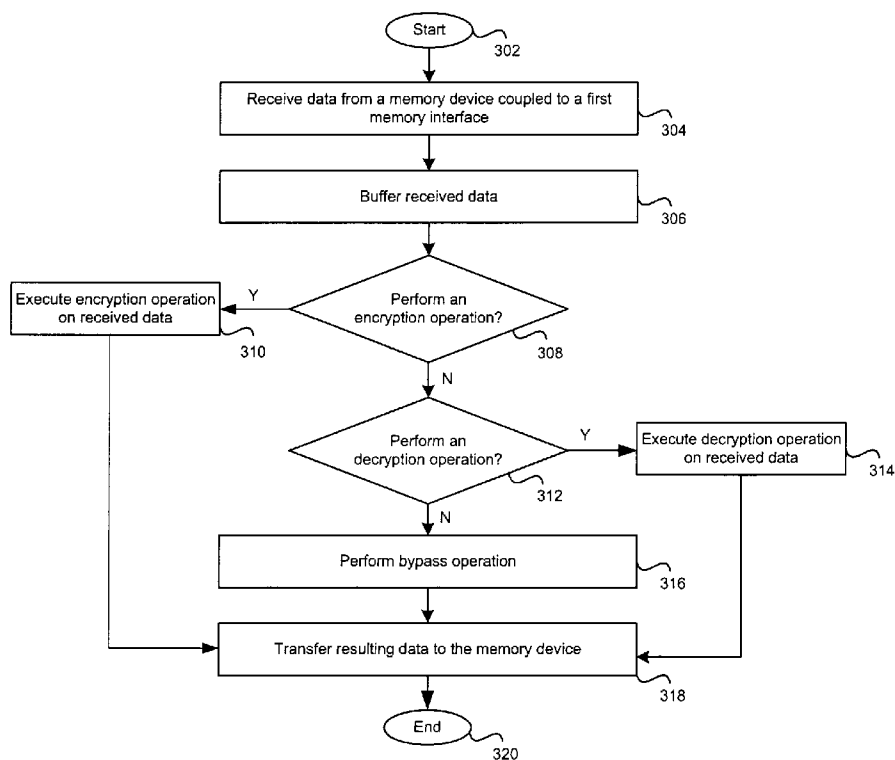 Start
302
Receive data from a memory device coupled to a first
memory interface
304
Buffer received data
306
Perform an
encryption operation?
308
Y
Execute encryption operation
on received data
310
N
Perform an
decryption operation?
312
Y
Execute decryption operation
on received data
314
N
Perform bypass operation
316
Transfer resulting data to the memory device
318
End
320